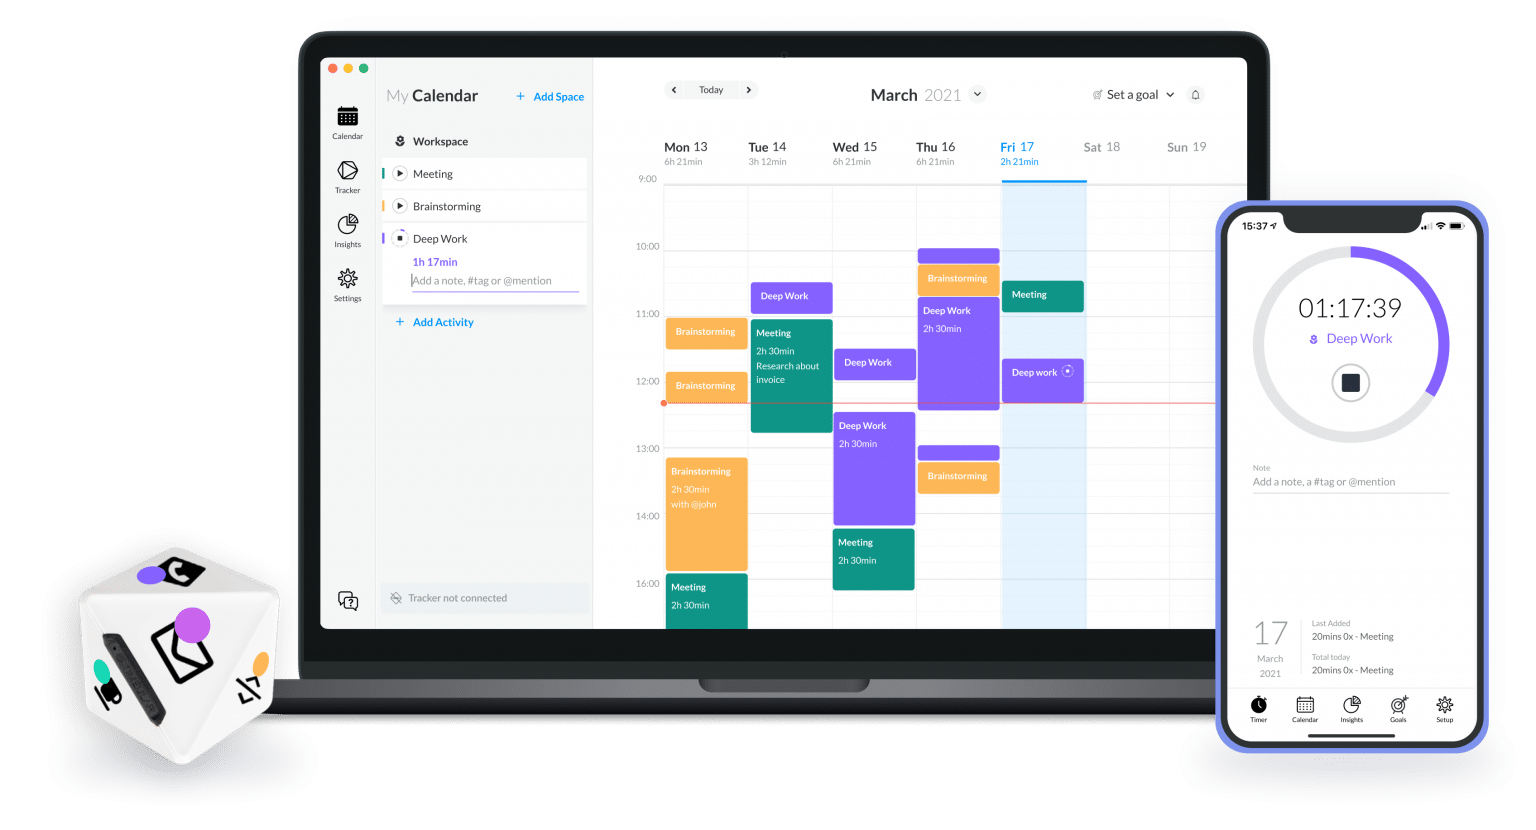 My Calendar
+ Add Space
Calendar
Tracker
Insights
Settings
Workspace
Meeting
Brainstorming
Deep Work
1h 17min
Add a note, #tag or @mention
+ Add Activity
Tracker not connected
Today
March 2021
Set a goal
Mon 13
6h 21min
Tue 14
3h 12min
Wed 15
6h 21min
Thu 16
6h 21min
Fri 17
2h 21min
Sat 18
Sun 19
9:00
10:00
11:00
12:00
13:00
14:00
16:00
Brainstorming
Brainstorming
Brainstorming
2h 30min
with @john
Meeting
2h 30min
Deep Work
Meeting
2h 30min
Research about
invoice
Deep Work
Deep Work
2h 30min
Meeting
2h 30min
Brainstorming
Deep Work
2h 30min
Brainstorming
Meeting
Deep work
15:37
01:17:39
Deep Work
Note
Add a note, a #tag or @mention
17
March
2021
Last Added
20mins 0x - Meeting
Total today
20mins 0x - Meeting
Timer
Calendar
Insights
Goals
Setup